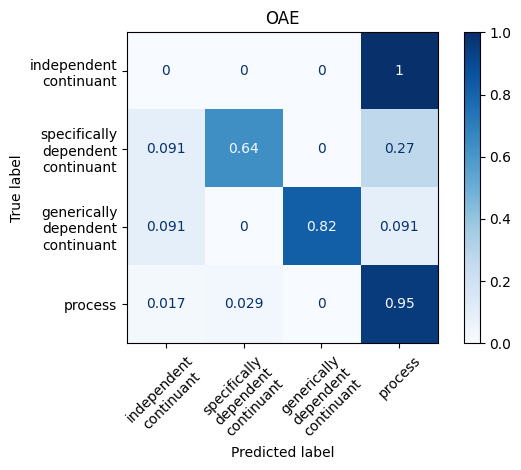 OAE
independent
continuant
0
0
0
1
specifically
dependent
continuant
0.091
0.64
0
0.27
generically
dependent
continuant
0.091
0
0.82
0.091
process
0.017
0.029
0
0.95
True label
independent
continuant
specifically
dependent
continuant
generically
dependent
continuant
process
Predicted label
1.0
0.8
0.6
0.4
0.2
0.0